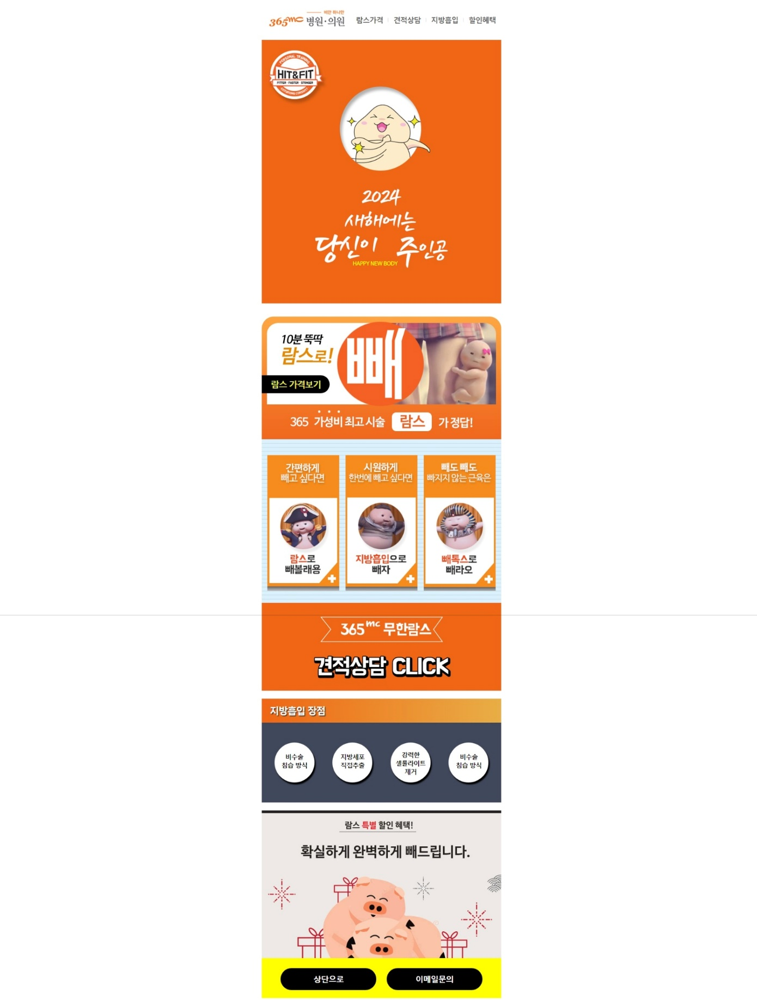 비만 하나만
365mc 병원·의원
람스가격
견적상담
지방흡입
할인혜택
PERSONAL TRAINING
HIT&FIT
FITTER · FASTER · STONGER
2024
새해에는
당신이 주인공
HAPPY NEW BODY
10분 뚝딱
람스로!
빼
람스 가격보기
365 가성비 최고 시술 람스 가 정답!
간편하게
빼고 싶다면
람스로
빼볼래용
시원하게
한번에 빼고 싶다면
지방흡입으로
빼자
빼도 빼도
빠지지 않는 근육은
빼톡스로
빼라오
365mc 무한람스
견적상담 CLICK
지방흡입 장점
비수술
침습 방식
지방세포
직접추출
강력한
셀룰라이트
제거
비수술
침습 방식
람스 특별 할인 혜택!
확실하게 완벽하게 빼드립니다.
상단으로
이메일문의